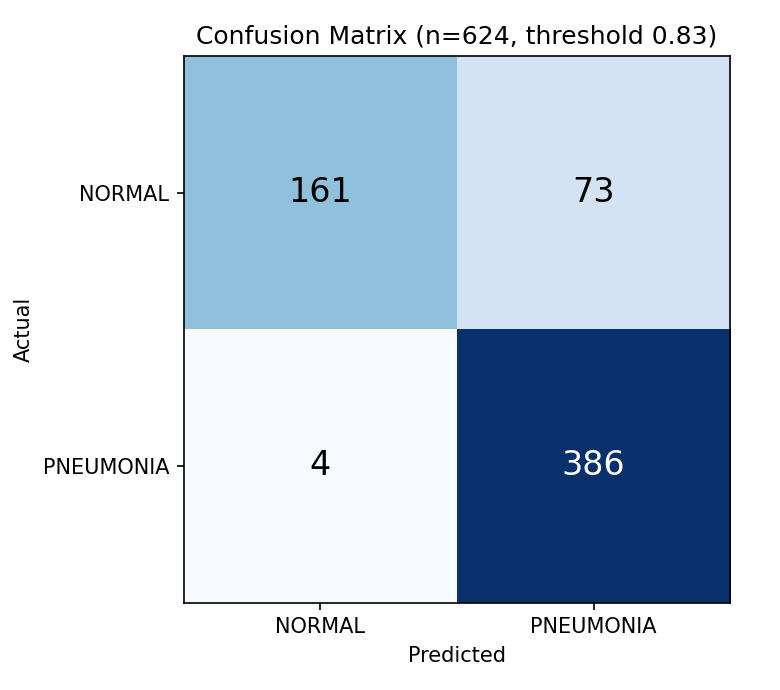 Confusion Matrix (n=624, threshold 0.83)
NORMAL
161
73
Actual
PNEUMONIA
4
386
NORMAL
PNEUMONIA
Predicted